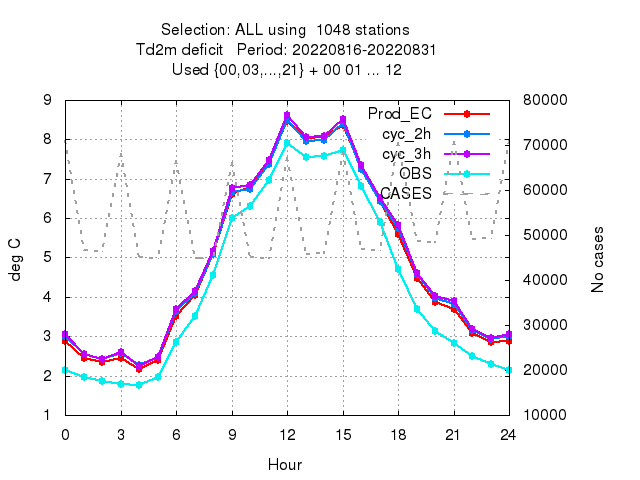 Selection: ALL using  1048 stations
Td2m deficit   Period: 20220816-20220831
Used {00,03,...,21} + 00 01 ... 12
9 80000
8 70000
7 60000
6 50000
5 40000
4 30000
3 20000
2 10000
1
Prod_EC
cyc_2h
cyc_3h
OBS
CASES
deg C
No cases
0 3 6 9 12 15 18 21 24
Hour